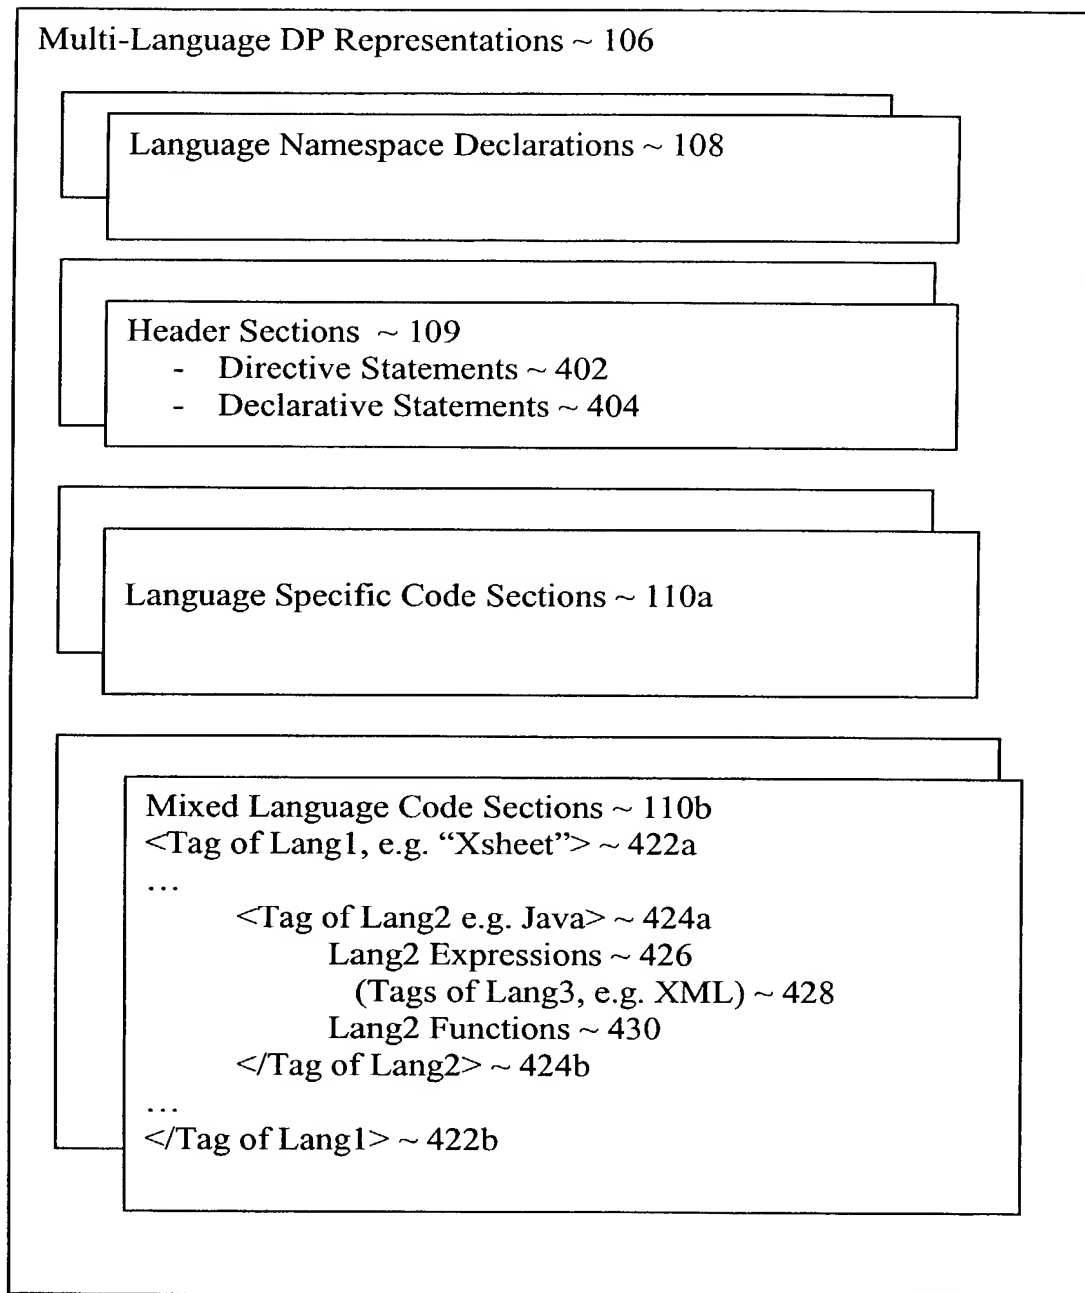 Multi-Language DP Representations ~ 106
Language Namespace Declarations ~ 108
Header Sections ~ 109
- Directive Statements ~ 402
- Declarative Statements ~ 404
Language Specific Code Sections ~ 110a
Mixed Language Code Sections ~ 110b
<Tag of Lang1, e.g. “Xsheet”> ~ 422a
...
<Tag of Lang2 e.g. Java> ~ 424a
Lang2 Expressions ~ 426
(Tags of Lang3, e.g. XML) ~ 428
Lang2 Functions ~ 430
</Tag of Lang2> ~ 424b
...
</Tag of Lang1> ~ 422b